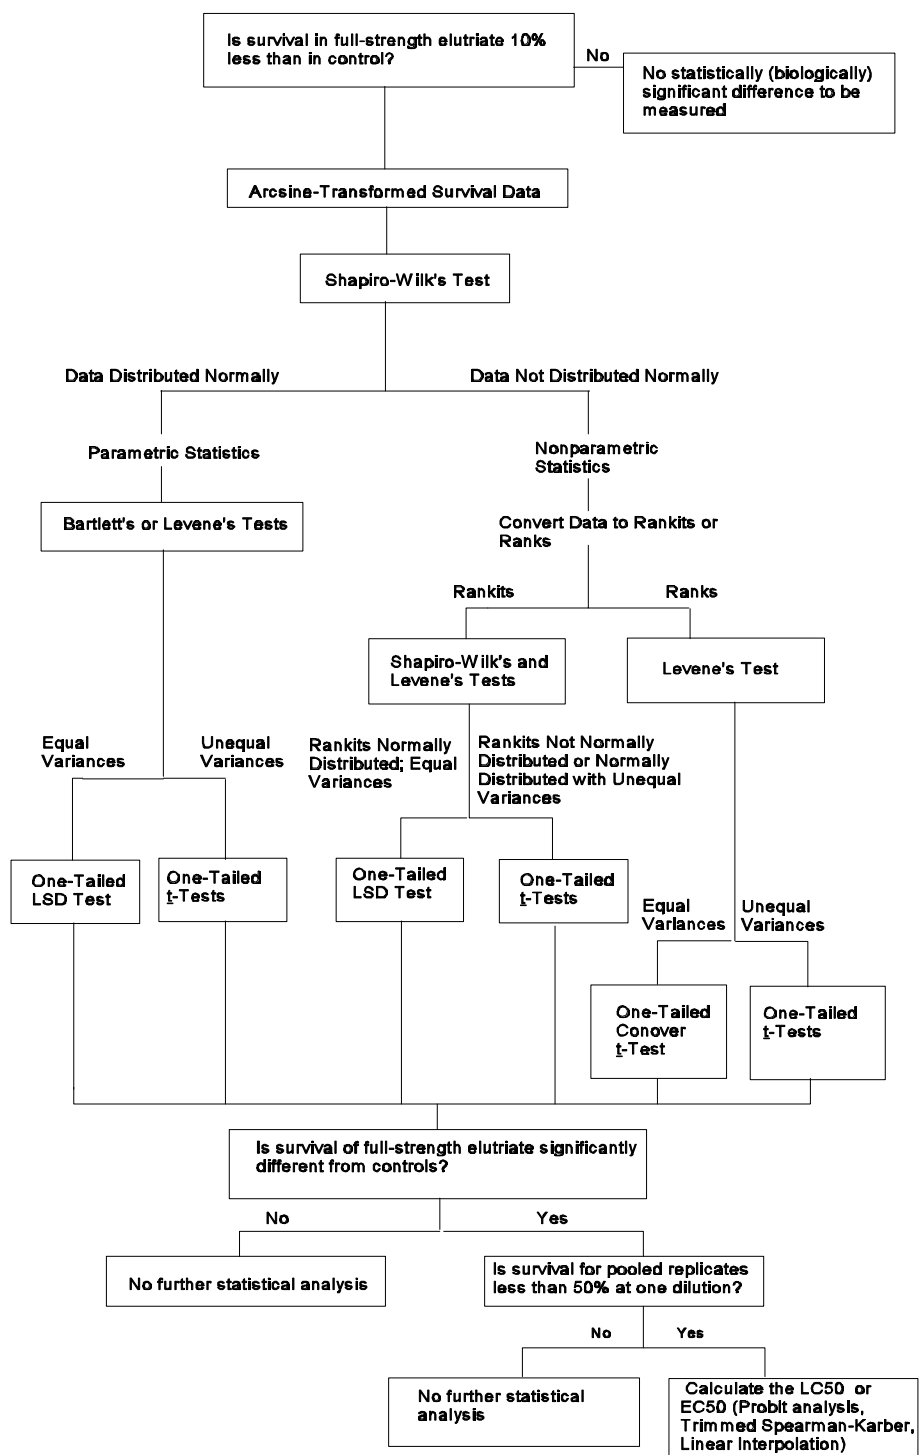 Is survival in full-strength elutriate 10%
less than in control?
No
No statistically (biologically)
significant difference to be
measured
Arcsine-Transformed Survival Data
Shapiro-Wilk's Test
Data Distributed Normally
Data Not Distributed Normally
Parametric Statistics
Nonparametric
Statistics
Bartlett's or Levene's Tests
Convert Data to Rankits or
Ranks
Rankits
Ranks
Shapiro-Wilk's and
Levene's Tests
Levene's Test
Equal
Variances
Unequal
Variances
Rankits Normally
Distributed; Equal
Variances
Rankits Not Normally
Distributed or Normally
Distributed with Unequal
Variances
One-Tailed
LSD Test
One-Tailed
t-Tests
One-Tailed
LSD Test
One-Tailed
t-Tests
Equal
Variances
Unequal
Variances
One-Tailed
Conover
t-Test
One-Tailed
t-Tests
Is survival of full-strength elutriate significantly
different from controls?
No
Yes
No further statistical analysis
Is survival for pooled replicates
less than 50% at one dilution?
No
Yes
No further statistical
analysis
Calculate the LC50 or
EC50 (Probit analysis,
Trimmed Spearman-Karber,
Linear Interpolation)